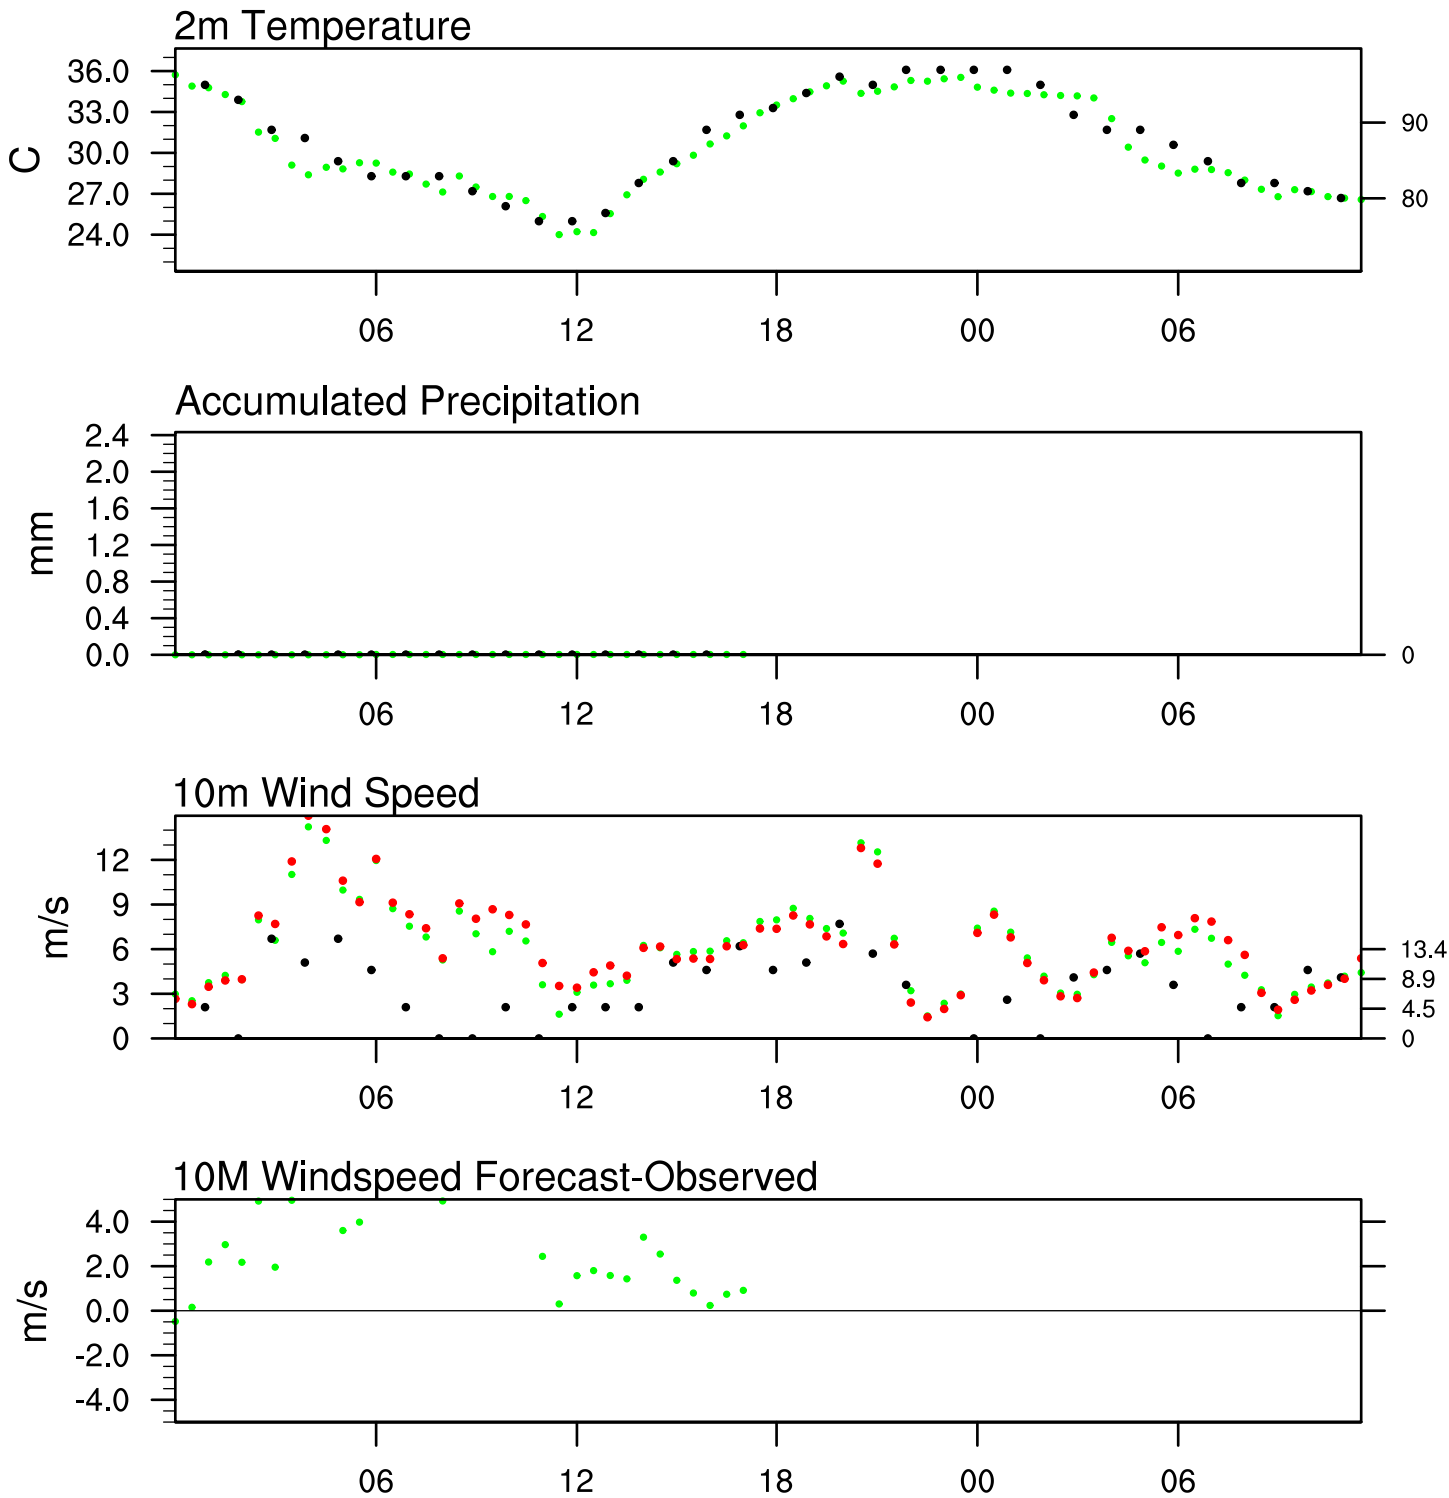 2m Temperature
C
36.0
33.0
30.0
27.0
24.0
90
80
06 12 18 00 06
Accumulated Precipitation
mm
2.4
2.0
1.6
1.2
0.8
0.4
0.0
0
06 12 18 00 06
10m Wind Speed
m/s
12
9
6
3
0
13.4
8.9
4.5
0
06 12 18 00 06
10M Windspeed Forecast-Observed
m/s
4.0
2.0
0.0
-2.0
-4.0
06 12 18 00 06